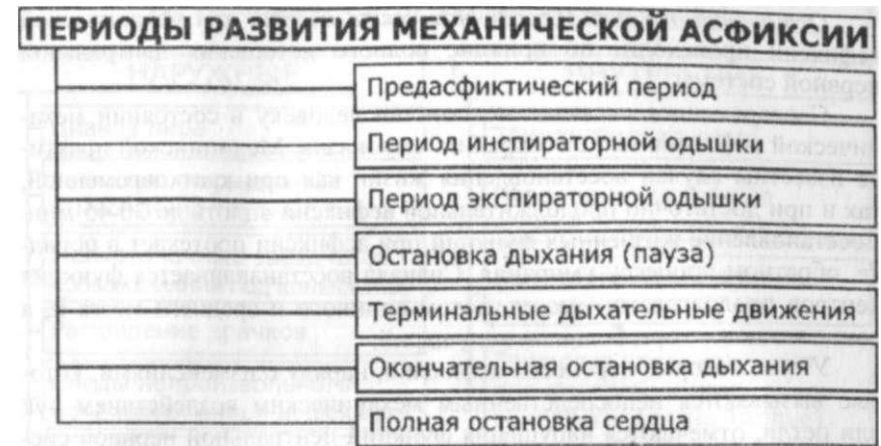 ПЕРИОДЫ РАЗВИТИЯ МЕХАНИЧЕСКОЙ АСФИКСИИ
Предасфиктический период
Период инспираторной одышки
Период экспираторной одышки
Остановка дыхания (пауза)
Терминальные дыхательные движения
Окончательная остановка дыхания
Полная остановка сердца